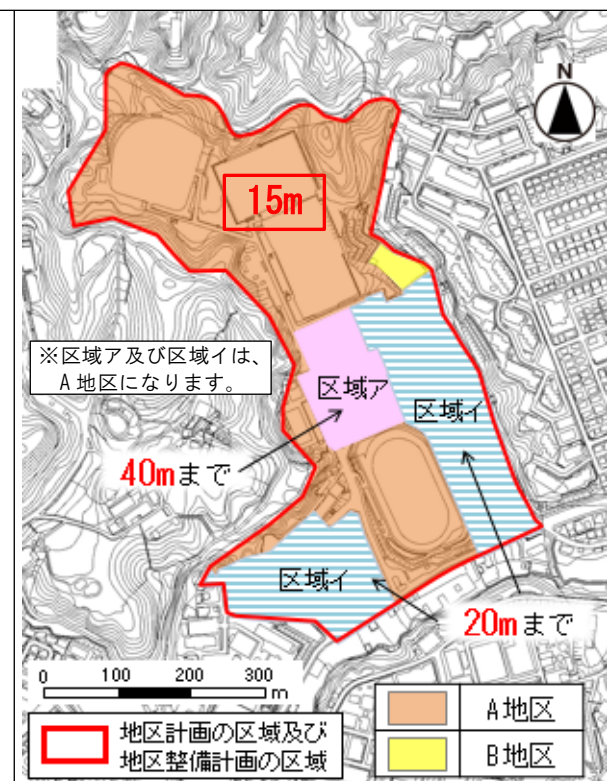 N
15m
※区域ア及び区域イは、
A地区になります。
区域ア
区域イ
40mまで
区域イ
20mまで
0 100 200 300
m
地区計画の区域及び
地区整備計画の区域
A地区
B地区